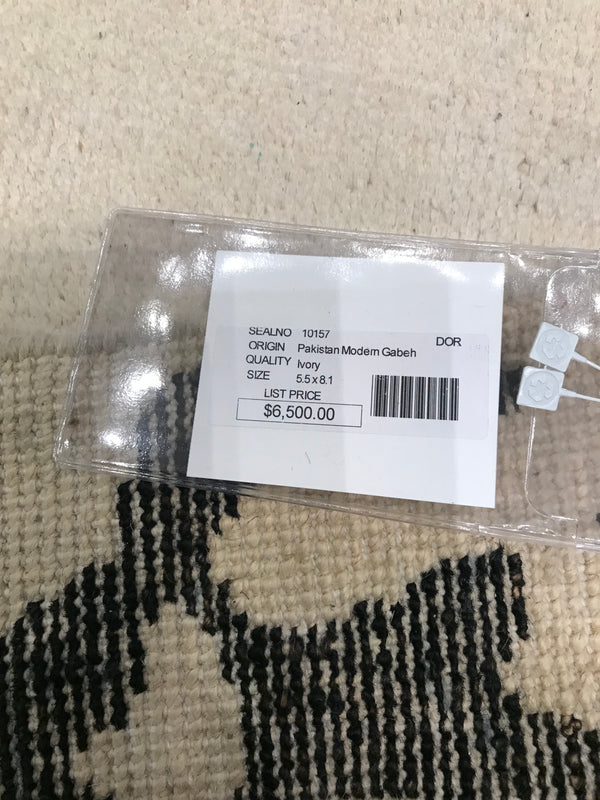 SEALNO 10157
ORIGIN Pakistan Modern Gabeh DOR
QUALITY Ivory
SIZE 5.5 x 8.1
LIST PRICE
$6,500.00